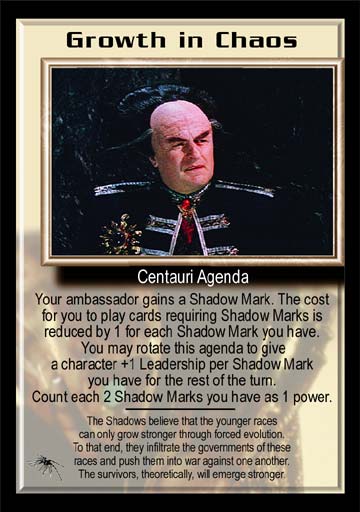 Growth in Chaos
Centauri Agenda
Your ambassador gains a Shadow Mark. The cost
for you to play cards requiring Shadow Marks is
reduced by 1 for each Shadow Mark you have.
You may rotate this agenda to give
a character +1 Leadership per Shadow Mark
you have for the rest of the turn.
Count each 2 Shadow Marks you have as 1 power.
The Shadows believe that the younger races
can only grow stronger through forced evolution.
To that end, they infiltrate the governments of these
races and push them into war against one another.
The survivors, theoretically, will emerge stronger.